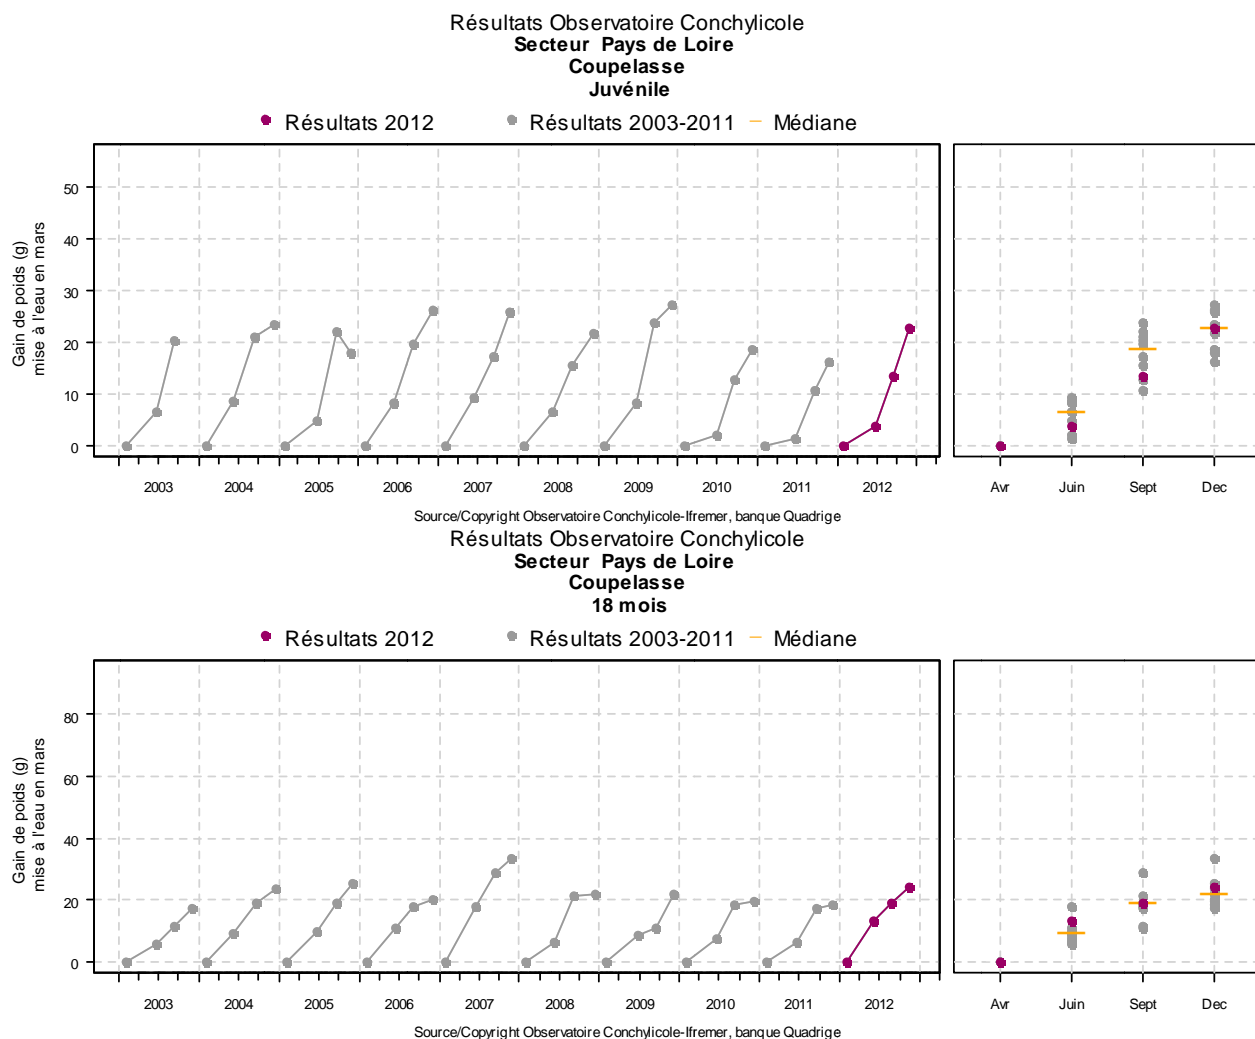 Résultats Observatoire Conchylicole
Secteur Pays de Loire
Coupelasse
Juvénile
Résultats 2012 Résultats 2003-2011 Médiane
Gain de poids (g)
mise à l'eau en mars
50
40
30
20
10
0
2003 2004 2005 2006 2007 2008 2009 2010 2011 2012
Avr Juin Sept Dec
Source/Copyright Observatoire Conchylicole-Ifremer, banque Quadrige
Résultats Observatoire Conchylicole
Secteur Pays de Loire
Coupelasse
18 mois
Résultats 2012 Résultats 2003-2011 Médiane
Gain de poids (g)
mise à l'eau en mars
80
60
40
20
0
2003 2004 2005 2006 2007 2008 2009 2010 2011 2012
Avr Juin Sept Dec
Source/Copyright Observatoire Conchylicole-Ifremer, banque Quadrige